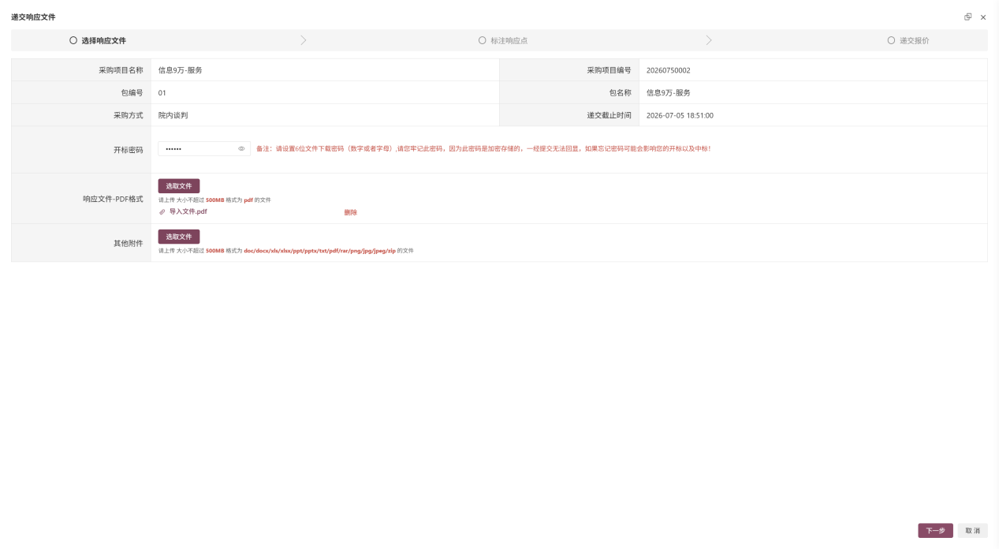 递交响应文件
选择响应文件
标注响应点
递交报价
采购项目名称 信息9万-服务 采购项目编号 20260750002
包编号 01 包名称 信息9万-服务
采购方式 院内谈判 递交截止时间 2026-07-05 18:51:00
开标密码 •••••• 备注：请设置6位文件下载密码（数字或者字母）,请您牢记此密码，因为此密码是加密存储的，一经提交无法回显，如果忘记密码可能会影响您的开标以及中标！
响应文件-PDF格式
选取文件
请上传 大小不超过 500MB 格式为 pdf 的文件
导入文件.pdf 删除
其他附件
选取文件
请上传 大小不超过 500MB 格式为 doc/docx/xls/xlsx/ppt/pptx/txt/pdf/rar/png/jpg/jpeg/zip 的文件
下一步 取 消